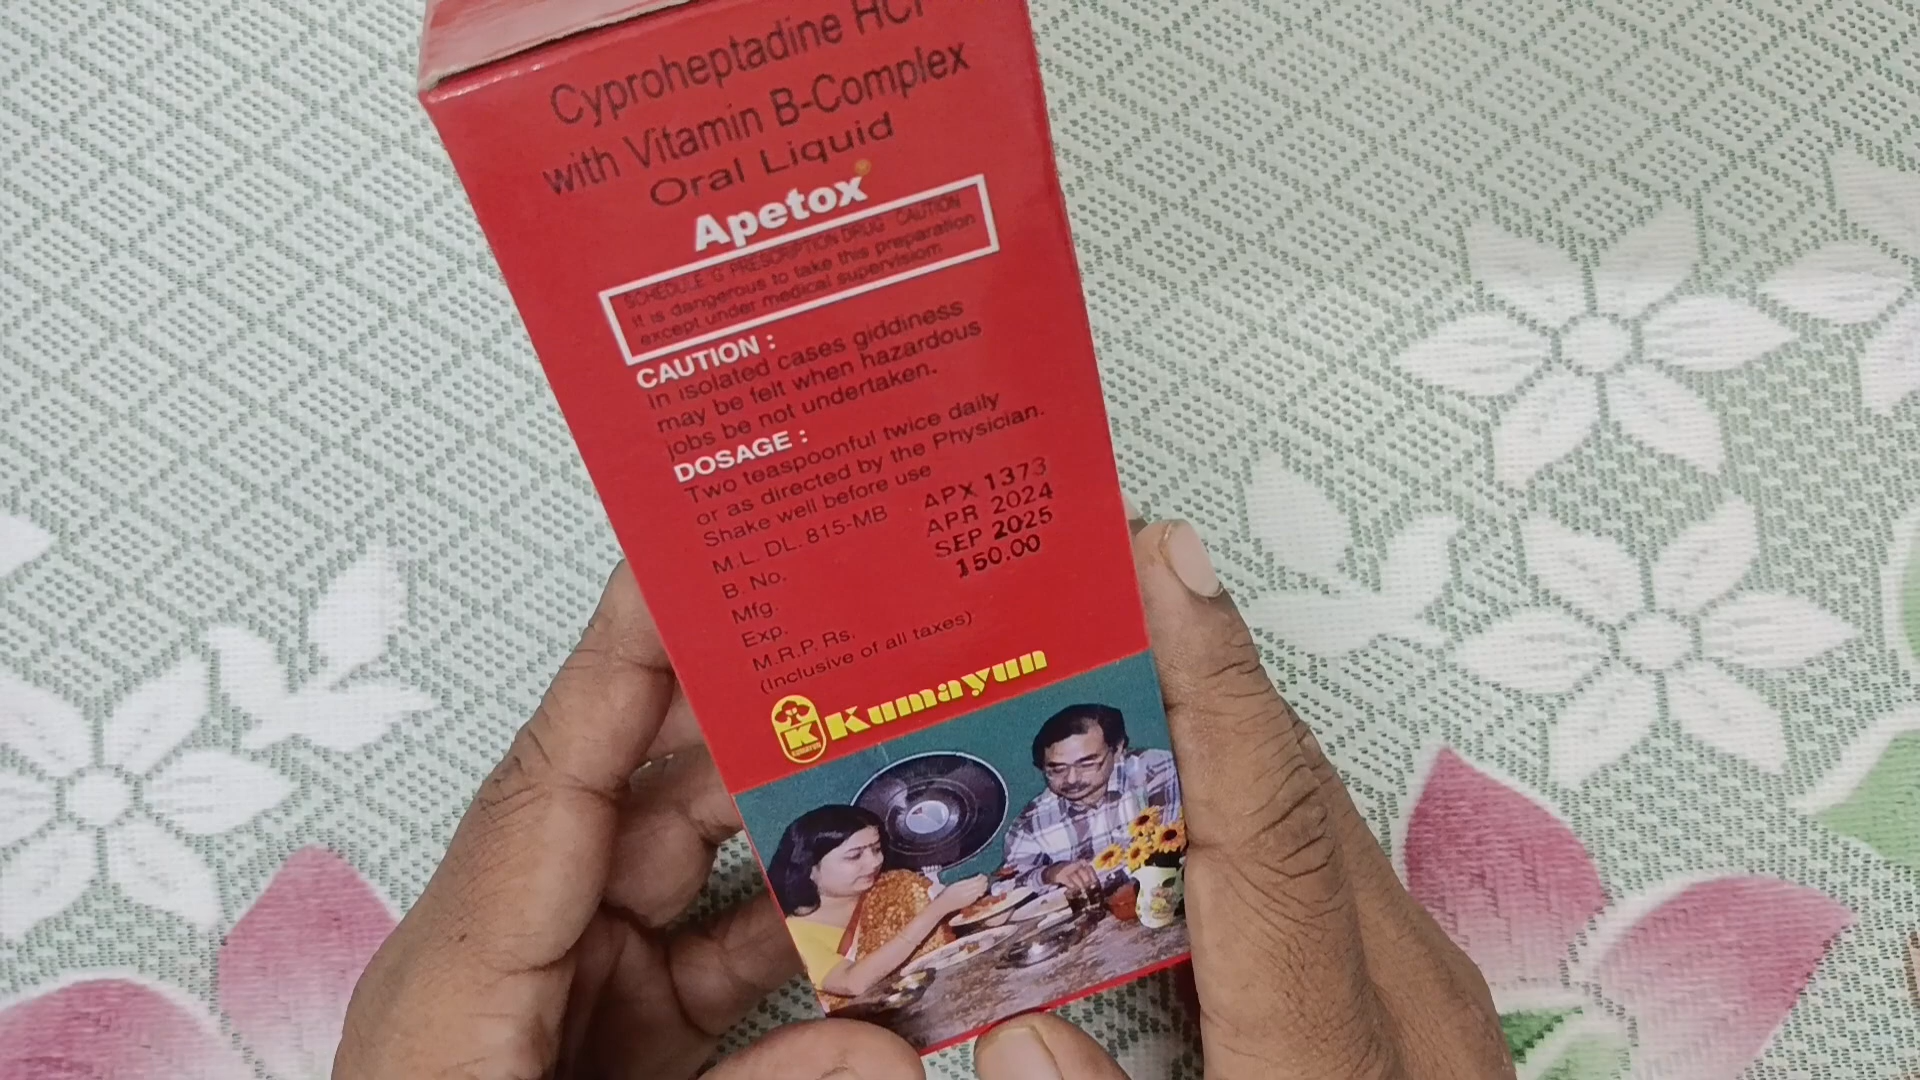 Cyproheptadine HCl
with Vitamin B-Complex
Oral Liquid
Apetox
SCHEDULE 'G' PRESCRIPTION DRUG - CAUTION
It is dangerous to take this preparation
except under medical supervision:
CAUTION :
In isolated cases giddiness
may be felt when hazardous
jobs be not undertaken.
DOSAGE :
Two teaspoonful twice daily
or as directed by the Physician.
Shake well before use
M.L. DL. 815-MB
B. No. APX 1373
Mfg. APR 2024
Exp. SEP 2025
M.R.P. Rs. 150.00
(Inclusive of all taxes)
K
KUMAYUN
Kumayun